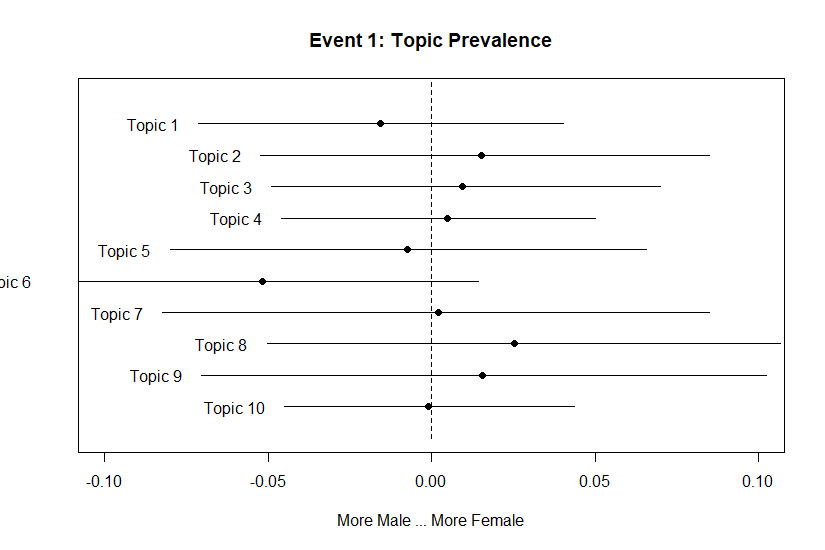 Event 1: Topic Prevalence
Topic 1
Topic 2
Topic 3
Topic 4
Topic 5
pic 6
Topic 7
Topic 8
Topic 9
Topic 10
-0.10 -0.05 0.00 0.05 0.10
More Male ... More Female